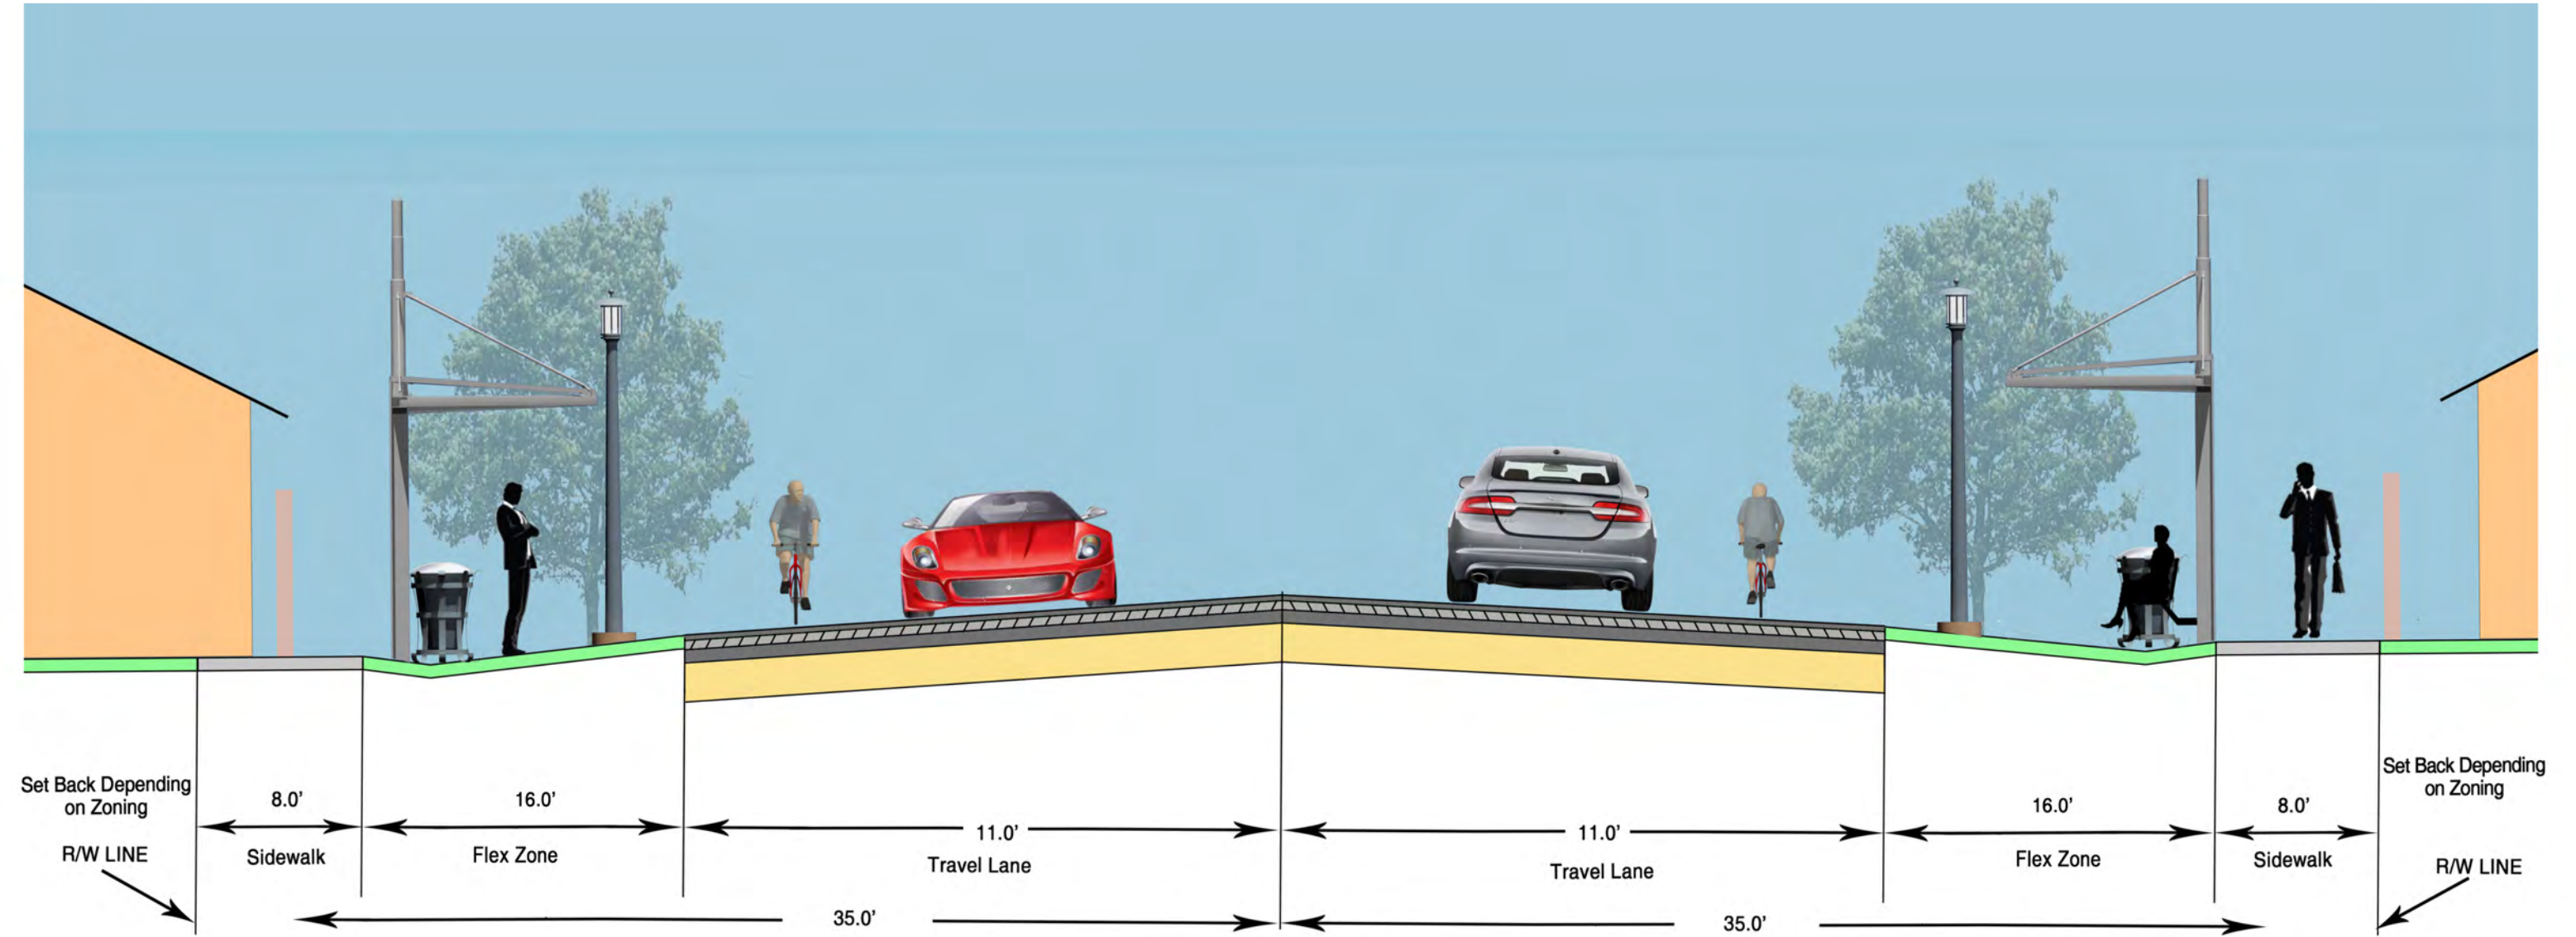 Set Back Depending
on Zoning
8.0'
16.0'
11.0'
11.0'
16.0'
8.0'
Set Back Depending
on Zoning
R/W LINE
Sidewalk
Flex Zone
Travel Lane
Travel Lane
Flex Zone
Sidewalk
R/W LINE
35.0'
35.0'